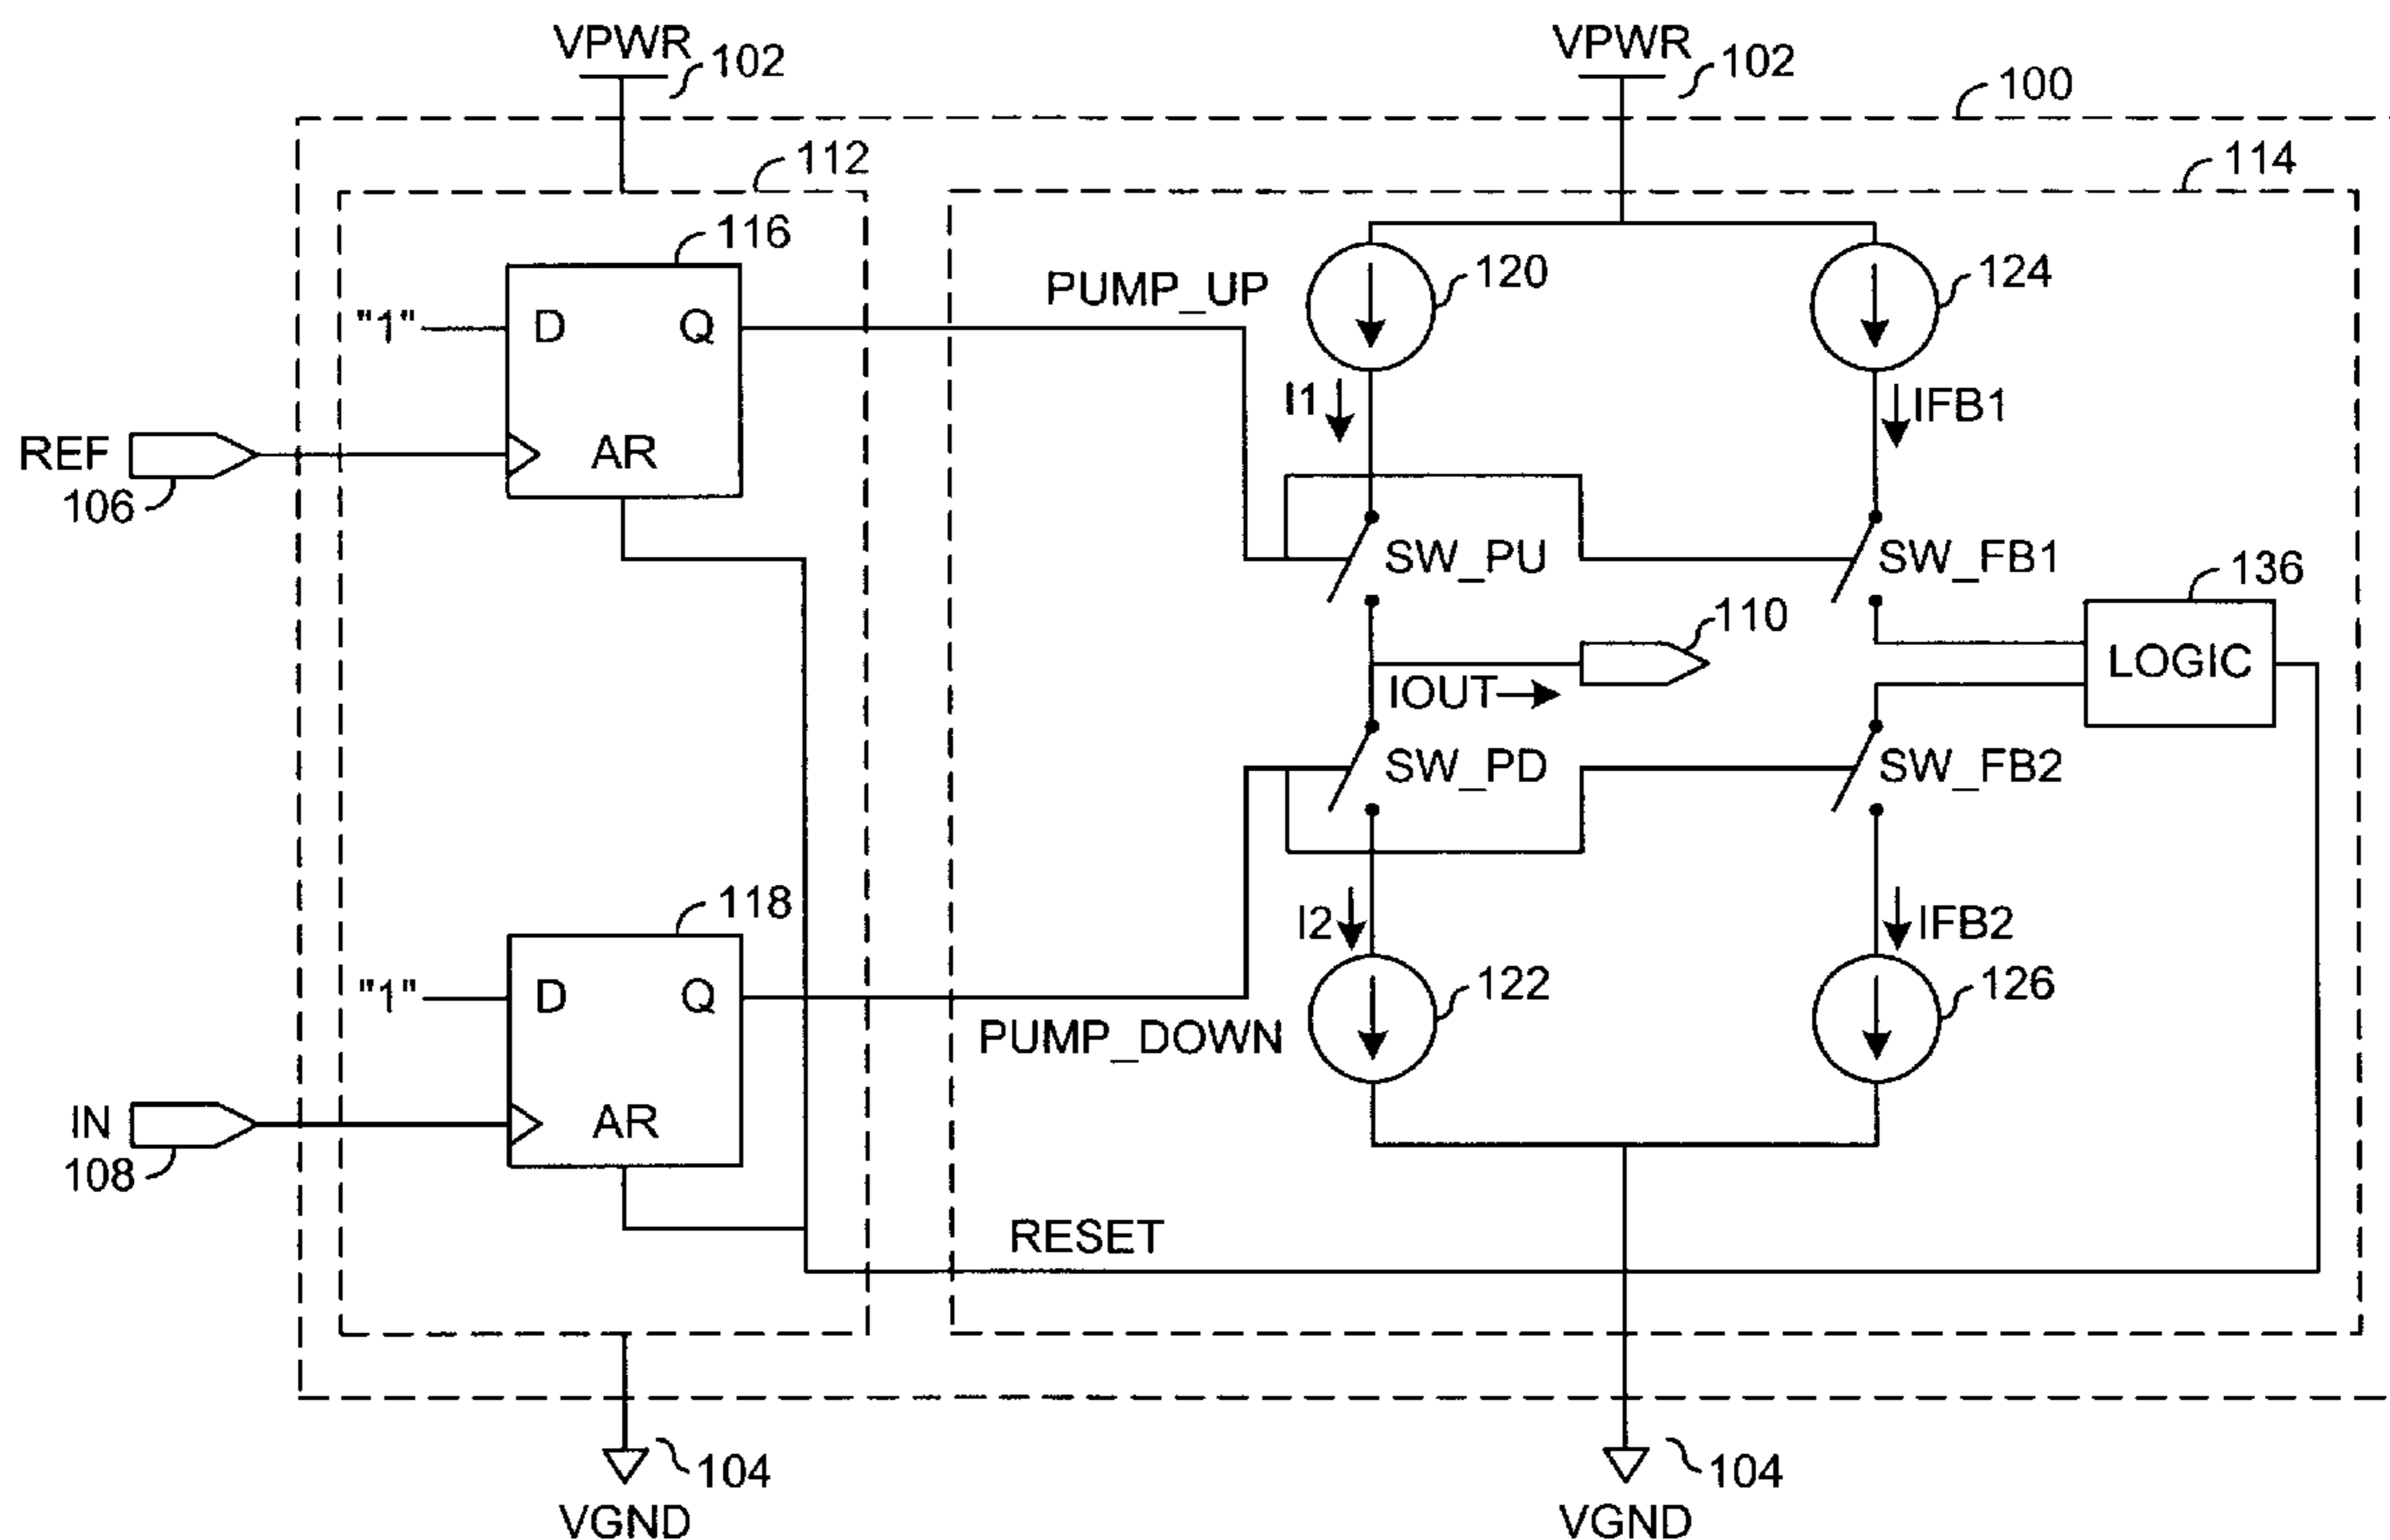 VPWR
102
VPWR
102
100
112
114
116
"1"
D
Q
AR
REF
106
PUMP_UP
120
124
I1
IFB1
SW_PU
SW_FB1
136
LOGIC
110
IOUT
SW_PD
SW_FB2
118
"1"
D
Q
AR
IN
108
PUMP_DOWN
I2
IFB2
122
126
RESET
104
VGND
104
VGND